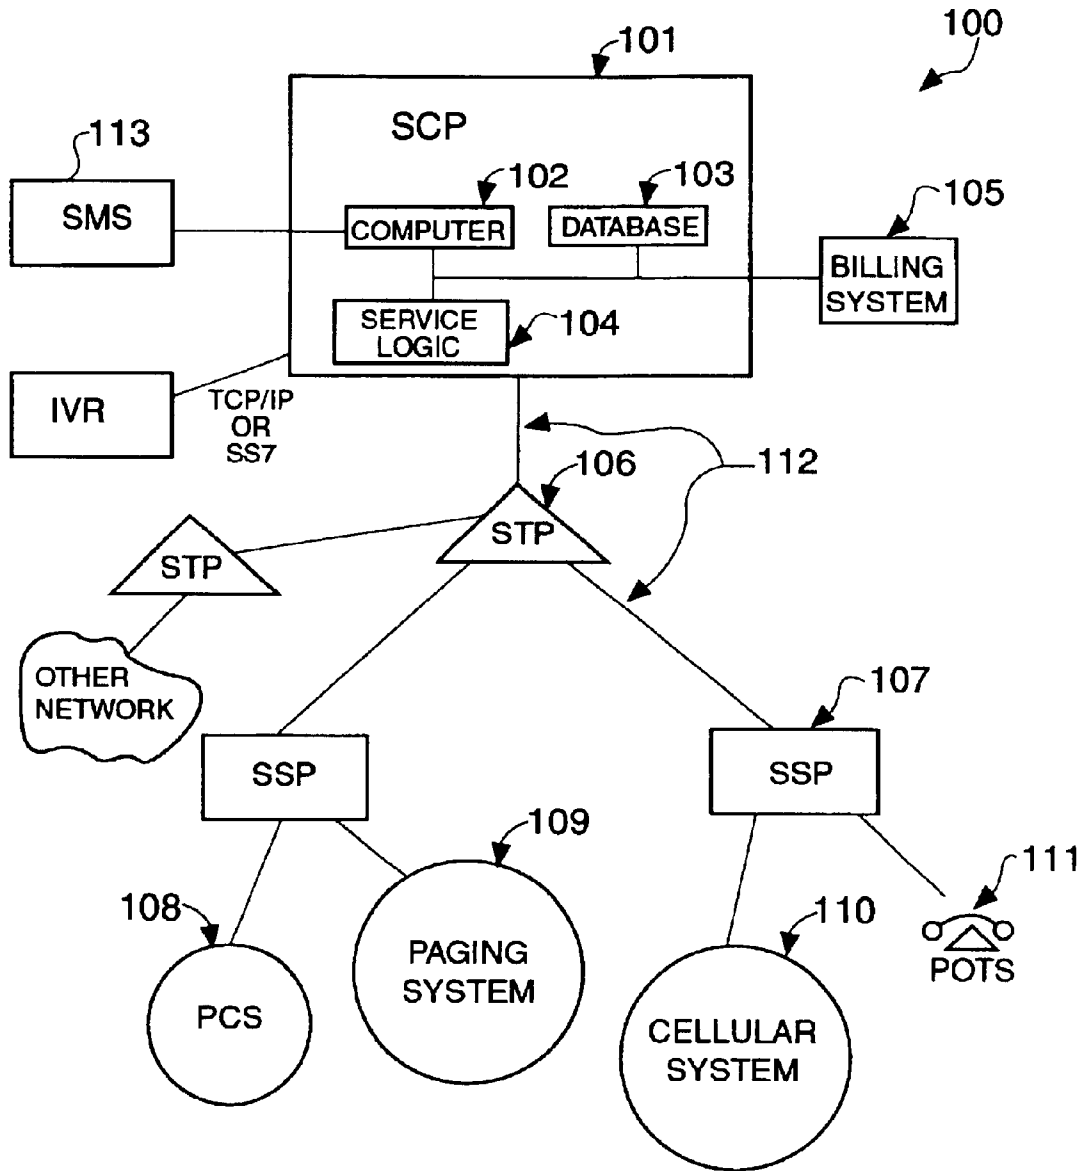 100
101
SCP
113
SMS
102
COMPUTER
103
DATABASE
105
BILLING
SYSTEM
SERVICE
LOGIC
104
IVR
TCP/IP
OR
SS7
112
106
STP
STP
OTHER
NETWORK
107
SSP
SSP
109
111
108
110
POTS
PAGING
SYSTEM
PCS
CELLULAR
SYSTEM